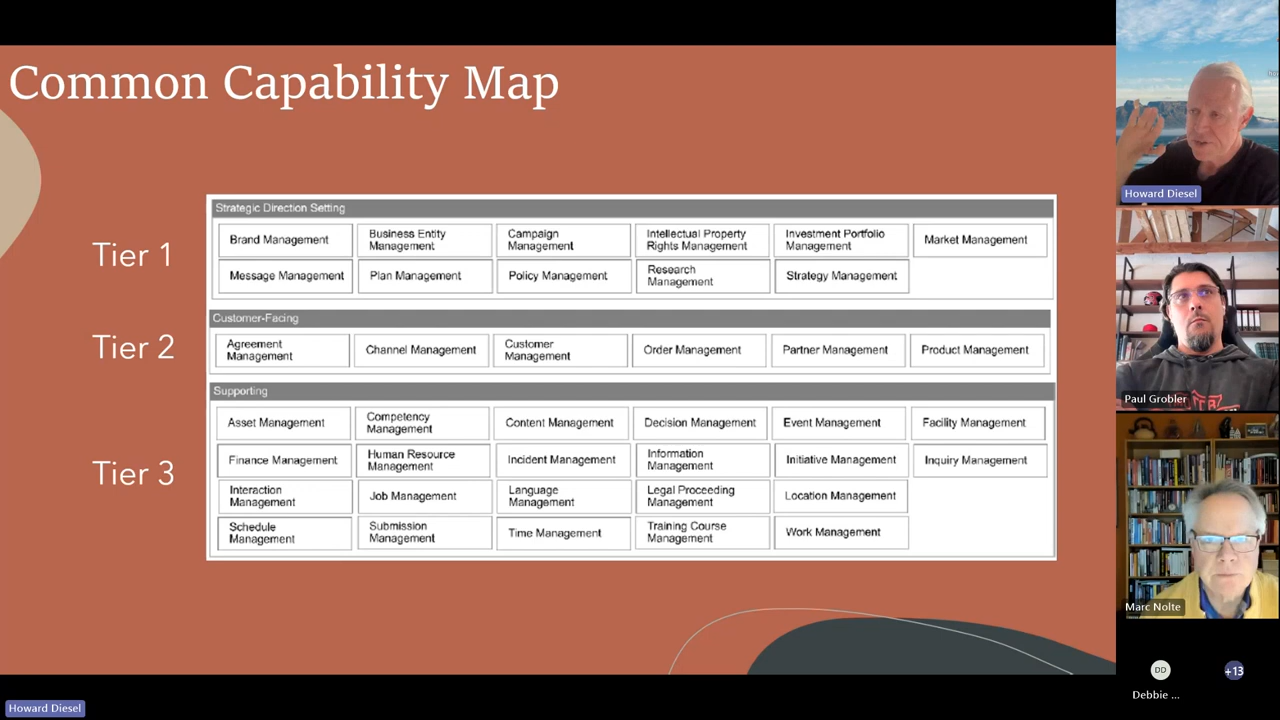 Common Capability Map
Tier 1
Strategic Direction Setting
Brand Management
Business Entity
Management
Campaign
Management
Intellectual Property
Rights Management
Investment Portfolio
Management
Market Management
Message Management
Plan Management
Policy Management
Research
Management
Strategy Management
Tier 2
Customer-Facing
Agreement
Management
Channel Management
Customer
Management
Order Management
Partner Management
Product Management
Tier 3
Supporting
Asset Management
Competency
Management
Content Management
Decision Management
Event Management
Facility Management
Finance Management
Human Resource
Management
Incident Management
Information
Management
Initiative Management
Inquiry Management
Interaction
Management
Job Management
Language
Management
Legal Proceeding
Management
Location Management
Schedule
Management
Submission
Management
Time Management
Training Course
Management
Work Management
Howard Diesel
Paul Grobler
Marc Nolte
DD
+13
Debbie ...
Howard Diesel